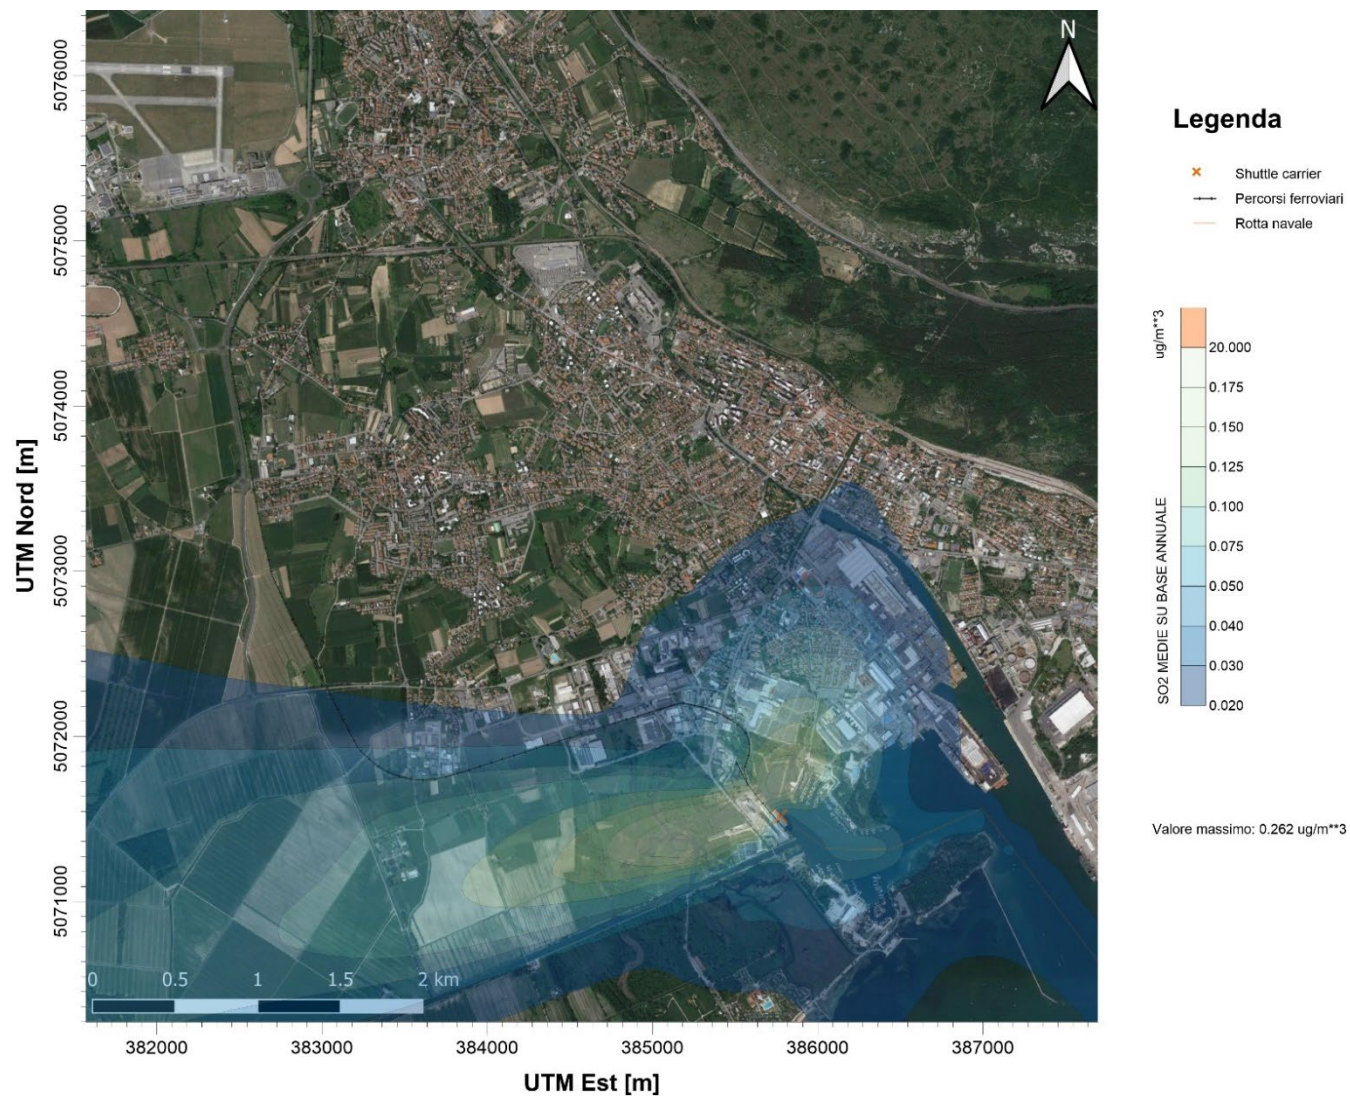 N
Legenda
Shuttle carrier
Percorsi ferroviari
Rotta navale
ug/m**3
20.000
0.175
0.150
0.125
0.100
0.075
0.050
0.040
0.030
0.020
SO2 MEDIE SU BASE ANNUALE
Valore massimo: 0.262 ug/m**3
UTM Nord [m]
5076000
5075000
5074000
5073000
5072000
5071000
0 0.5 1 1.5 2 km
382000 383000 384000 385000 386000 387000
UTM Est [m]